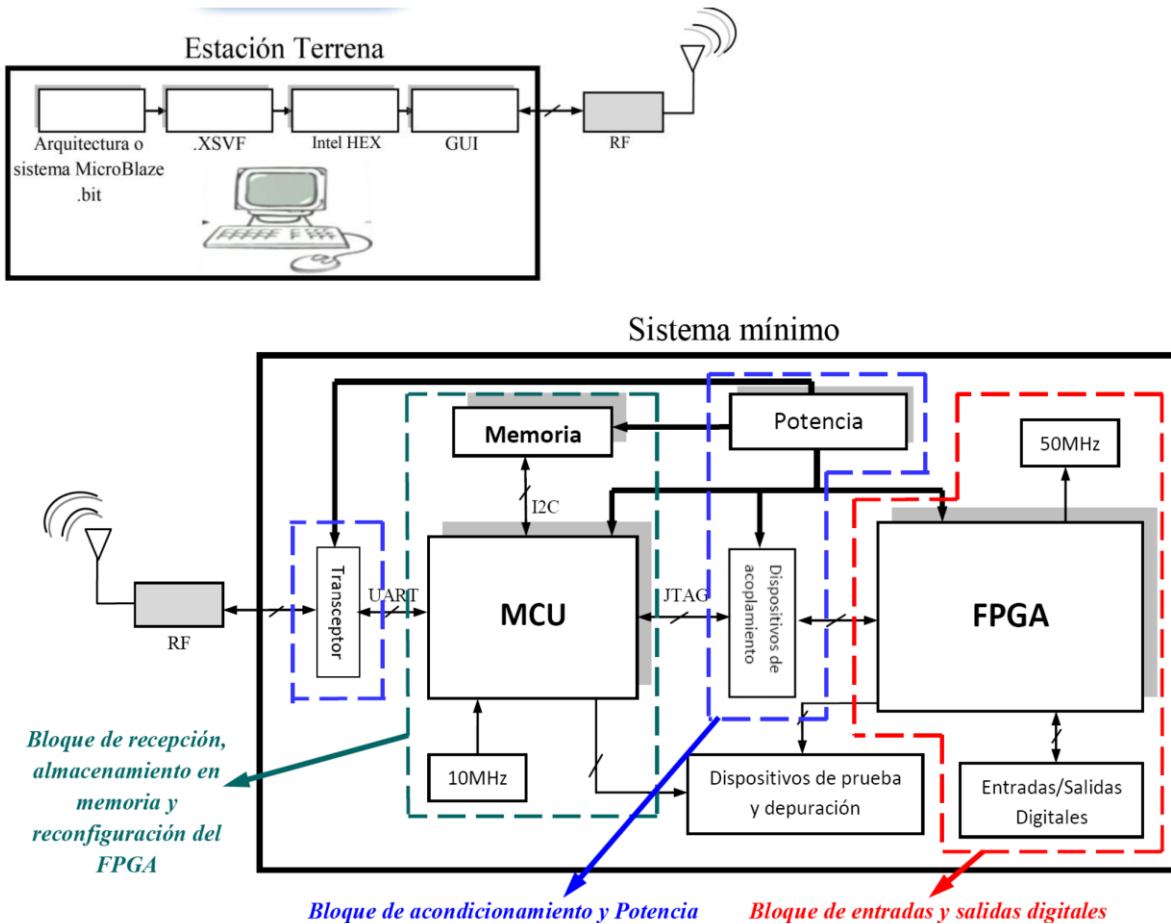 Estación Terrena
Arquitectura o
sistema MicroBlaze
.bit
.XSVF
Intel HEX
GUI
RF
Sistema mínimo
Memoria
Potencia
50MHz
I2C
Transceptor
UART
MCU
JTAG
Dispositivos de
acoplamiento
FPGA
RF
10MHz
Dispositivos de prueba
y depuración
Entradas/Salidas
Digitales
Bloque de recepción,
almacenamiento en
memoria y
reconfiguración del
FPGA
Bloque de acondicionamiento y Potencia
Bloque de entradas y salidas digitales